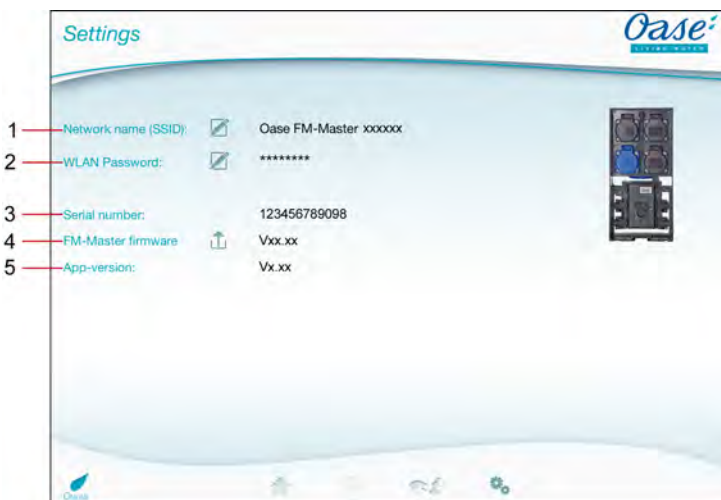 Settings
Oase
LIVING WATER
1 Network name (SSID): Oase FM-Master xxxxxx
2 WLAN Password: ********
3 Serial number: 123456789098
4 FM-Master firmware Vxx.xx
5 App-version: Vx.xx
Oase